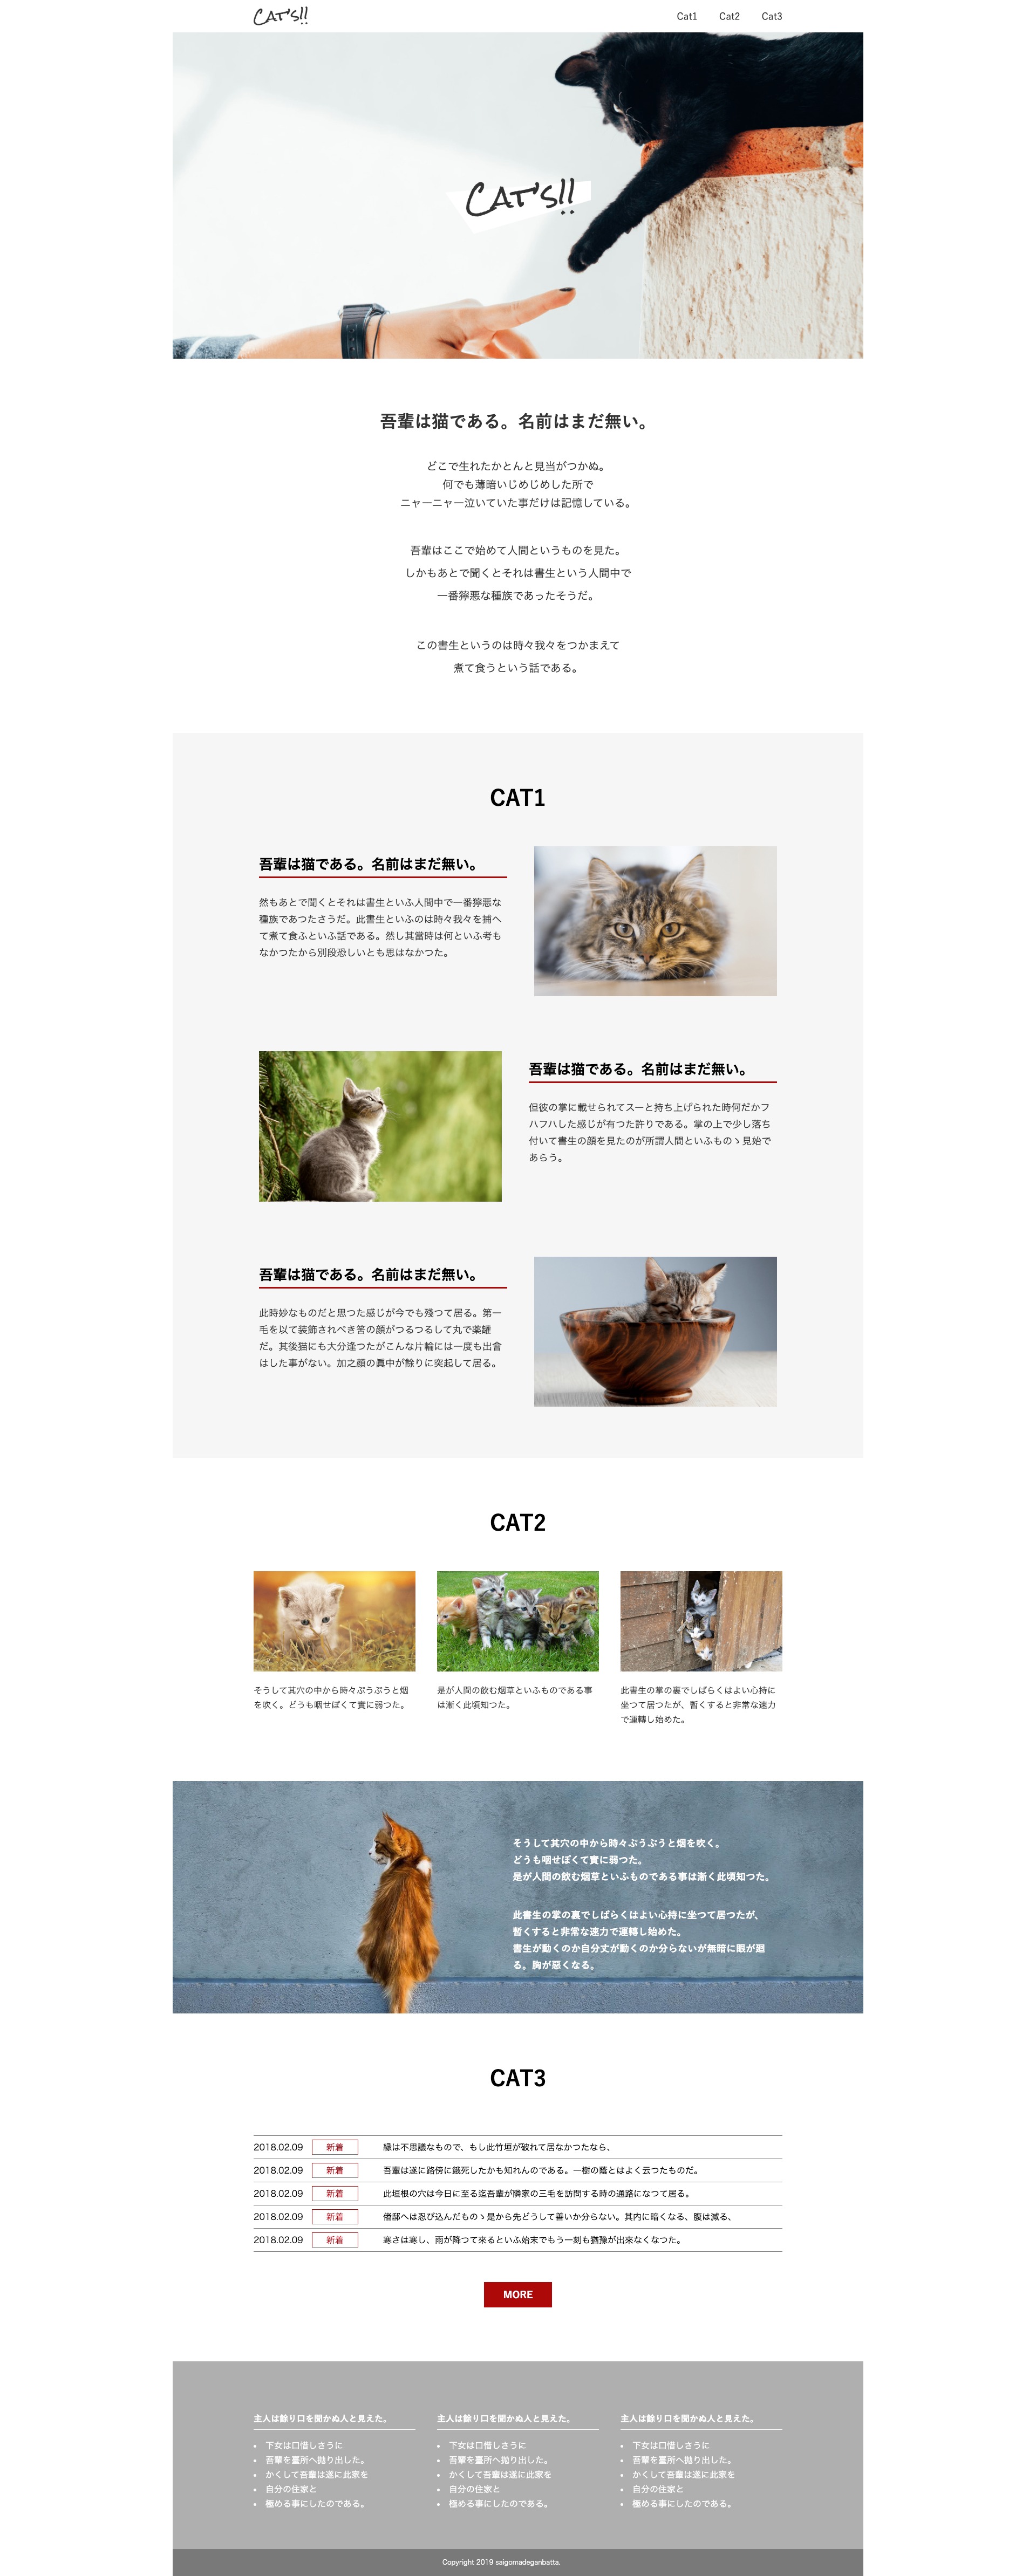 Cat's!!
Cat1 Cat2 Cat3
Cat's!!
吾輩は猫である。名前はまだ無い。
どこで生れたかとんと見当がつかぬ。
何でも薄暗いじめじめした所で
ニャーニャー泣いていた事だけは記憶している。
吾輩はここで始めて人間というものを見た。
しかもあとで聞くとそれは書生という人間中で
一番獰悪な種族であったそうだ。
この書生というのは時々我々をつかまえて
煮て食うという話である。
CAT1
吾輩は猫である。名前はまだ無い。
然もあとで聞くとそれは書生といふ人間中で一番獰悪な
種族であつたさうだ。此書生といふのは時々我々を捕へ
て煮て食ふといふ話である。然し其當時は何といふ考も
なかつたから別段恐しいとも思はなかつた。
吾輩は猫である。名前はまだ無い。
但彼の掌に載せられてスーと持ち上げられた時何だかフ
ハフハした感じが有つた許りである。掌の上で少し落ち
付いて書生の顔を見たのが所謂人間といふものゝ見始で
あらう。
吾輩は猫である。名前はまだ無い。
此時妙なものだと思つた感じが今でも残つて居る。第一
毛を以て装飾されべき筈の顔がつるつるして丸で薬罐
だ。其後猫にも大分逢つたがこんな片輪には一度も出會
はした事がない。加之顔の眞中が餘りに突起して居る。
CAT2
そうして其穴の中から時々ぷうぷうと烟
を吹く。どうも咽せぽくて實に弱つた。
是が人間の飲む烟草といふものである事
は漸く此頃知つた。
此書生の掌の裏でしばらくはよい心持に
坐つて居つたが、暫くすると非常な速力
で運轉し始めた。
そうして其穴の中から時々ぷうぷうと烟を吹く。
どうも咽せぽくて實に弱つた。
是が人間の飲む烟草といふものである事は漸く此頃知つた。
此書生の掌の裏でしばらくはよい心持に坐つて居つたが、
暫くすると非常な速力で運轉し始めた。
書生が動くのか自分丈が動くのか分らないが無暗に眼が廻
る。胸が惡くなる。
CAT3
2018.02.09 新着 縁は不思議なもので、もし此竹垣が破れて居なかつたなら、
2018.02.09 新着 吾輩は遂に路傍に餓死したかも知れんのである。一樹の蔭とはよく云つたものだ。
2018.02.09 新着 此垣根の穴は今日に至る迄吾輩が隣家の三毛を訪問する時の通路になつて居る。
2018.02.09 新着 偖邸へは忍び込んだものゝ是から先どうして善いか分らない。其内に暗くなる、腹は減る、
2018.02.09 新着 寒さは寒し、雨が降つて來るといふ始末でもう一刻も猶豫が出來なくなつた。
MORE
主人は餘り口を聞かぬ人と見えた。
下女は口惜しさうに
吾輩を臺所へ抛り出した。
かくして吾輩は遂に此家を
自分の住家と
極める事にしたのである。
主人は餘り口を聞かぬ人と見えた。
下女は口惜しさうに
吾輩を臺所へ抛り出した。
かくして吾輩は遂に此家を
自分の住家と
極める事にしたのである。
主人は餘り口を聞かぬ人と見えた。
下女は口惜しさうに
吾輩を臺所へ抛り出した。
かくして吾輩は遂に此家を
自分の住家と
極める事にしたのである。
Copyright 2019 saigomadeganbatta.